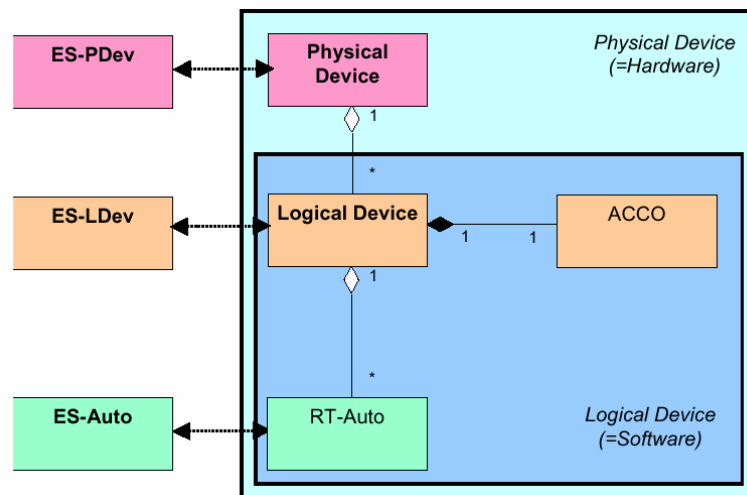 ES-PDev
Physical
Device
Physical Device
(=Hardware)
1
*
ES-LDev
Logical Device
ACCO
1
1
1
*
ES-Auto
RT-Auto
Logical Device
(=Software)